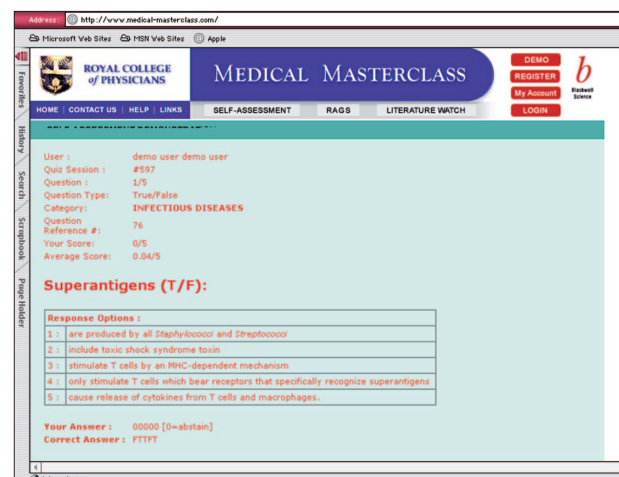 Address http://www.medical-masterclass.com/
Microsoft Web Sites MSN Web Sites Apple
Favorites
History
Search
Scrapbook
Page Holder
ROYAL COLLEGE
of PHYSICIANS
MEDICAL MASTERCLASS
DEMO
REGISTER
My Account
LOGIN
b
Blackwell
Science
HOME | CONTACT US | HELP | LINKS SELF-ASSESSMENT RAGS LITERATURE WATCH
SELF-ASSESSMENT DEMONSTRATION
User : demo user demo user
Quiz Session : #597
Question : 1/5
Question Type: True/False
Category: INFECTIOUS DISEASES
Question
Reference #: 76
Your Score: 0/5
Average Score: 0.04/5
Superantigens (T/F):
Response Options :
1 : are produced by all Staphylococci and Streptococci
2 : include toxic shock syndrome toxin
3 : stimulate T cells by an MHC-dependent mechanism
4 : only stimulate T cells which bear receptors that specifically recognize superantigens
5 : cause release of cytokines from T cells and macrophages.
Your Answer : 00000 [0=abstain]
Correct Answer : FTTFT